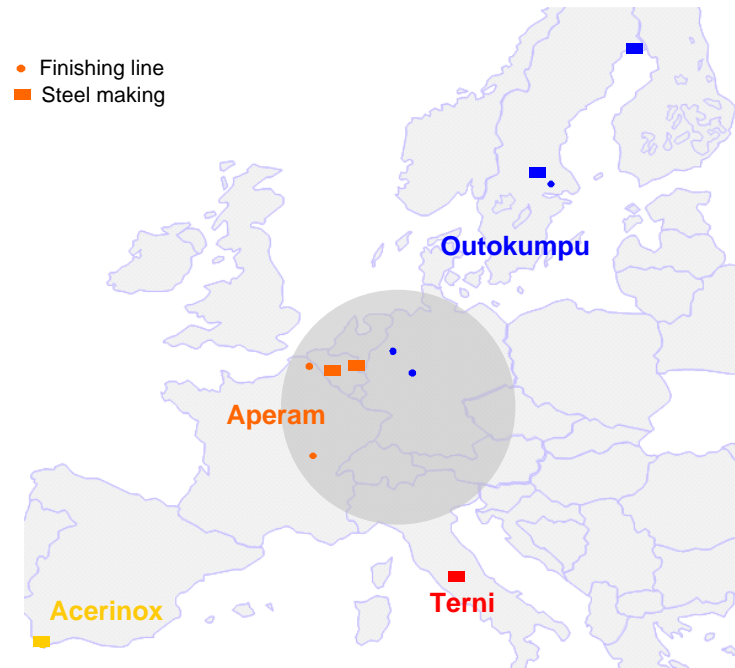 Finishing line
Steel making
Outokumpu
Aperam
Acerinox
Terni